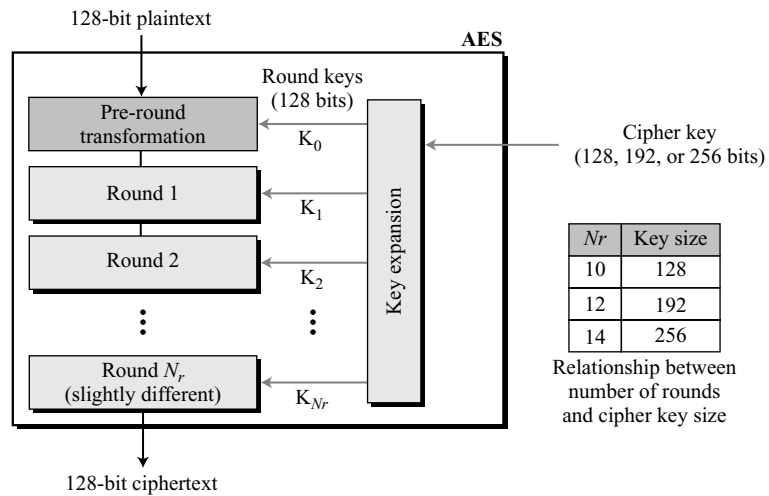 128-bit plaintext
AES
Round keys
(128 bits)
Pre-round
transformation
K0
Cipher key
(128, 192, or 256 bits)
Round 1
K1
Key expansion
Round 2
K2
Nr Key size
10 128
12 192
14 256
Relationship between
number of rounds
and cipher key size
Round Nr
(slightly different)
KNr
128-bit ciphertext